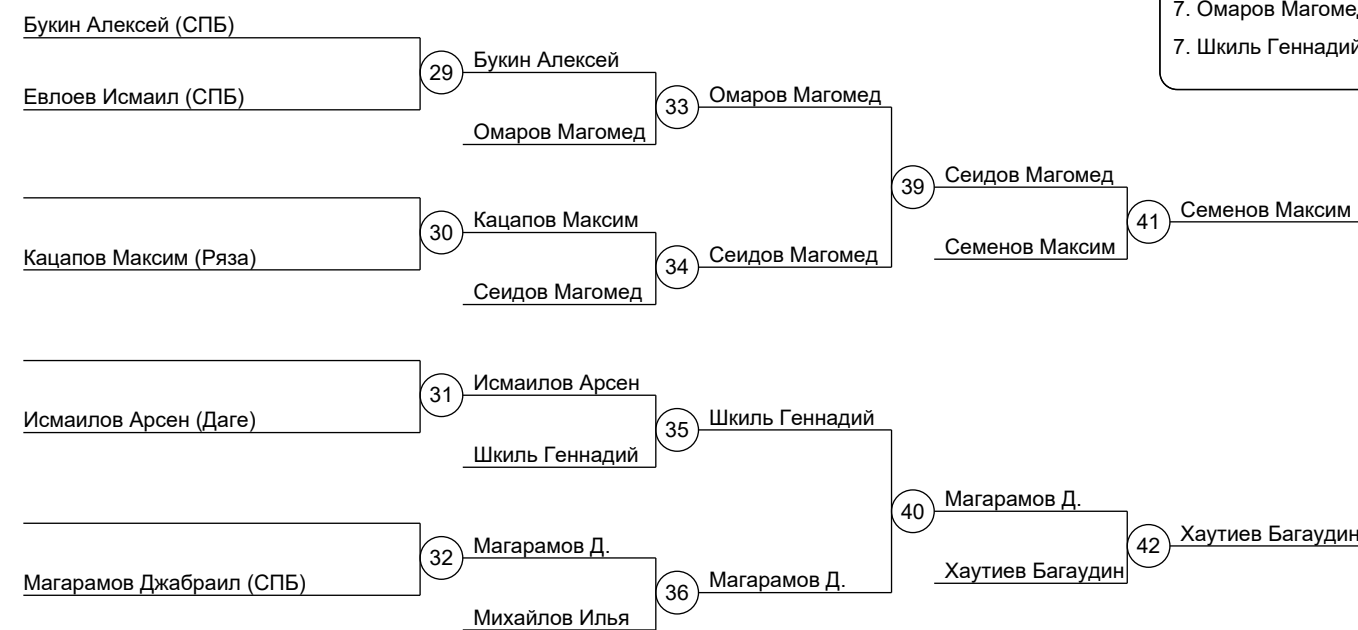 7. Омаров Магомед
7. Шкиль Геннадий
Букин Алексей (СПБ)
29
Букин Алексей
Евлоев Исмаил (СПБ)
33
Омаров Магомед
Омаров Магомед
39
Сеидов Магомед
30
Кацапов Максим
41
Семенов Максим
Кацапов Максим (Ряза)
34
Сеидов Магомед
Семенов Максим
Сеидов Магомед
31
Исмаилов Арсен
Исмаилов Арсен (Даге)
35
Шкиль Геннадий
Шкиль Геннадий
40
Магарамов Д.
32
Магарамов Д.
42
Хаутиев Багаудин
Магарамов Джабраил (СПБ)
36
Магарамов Д.
Хаутиев Багаудин
Михайлов Илья